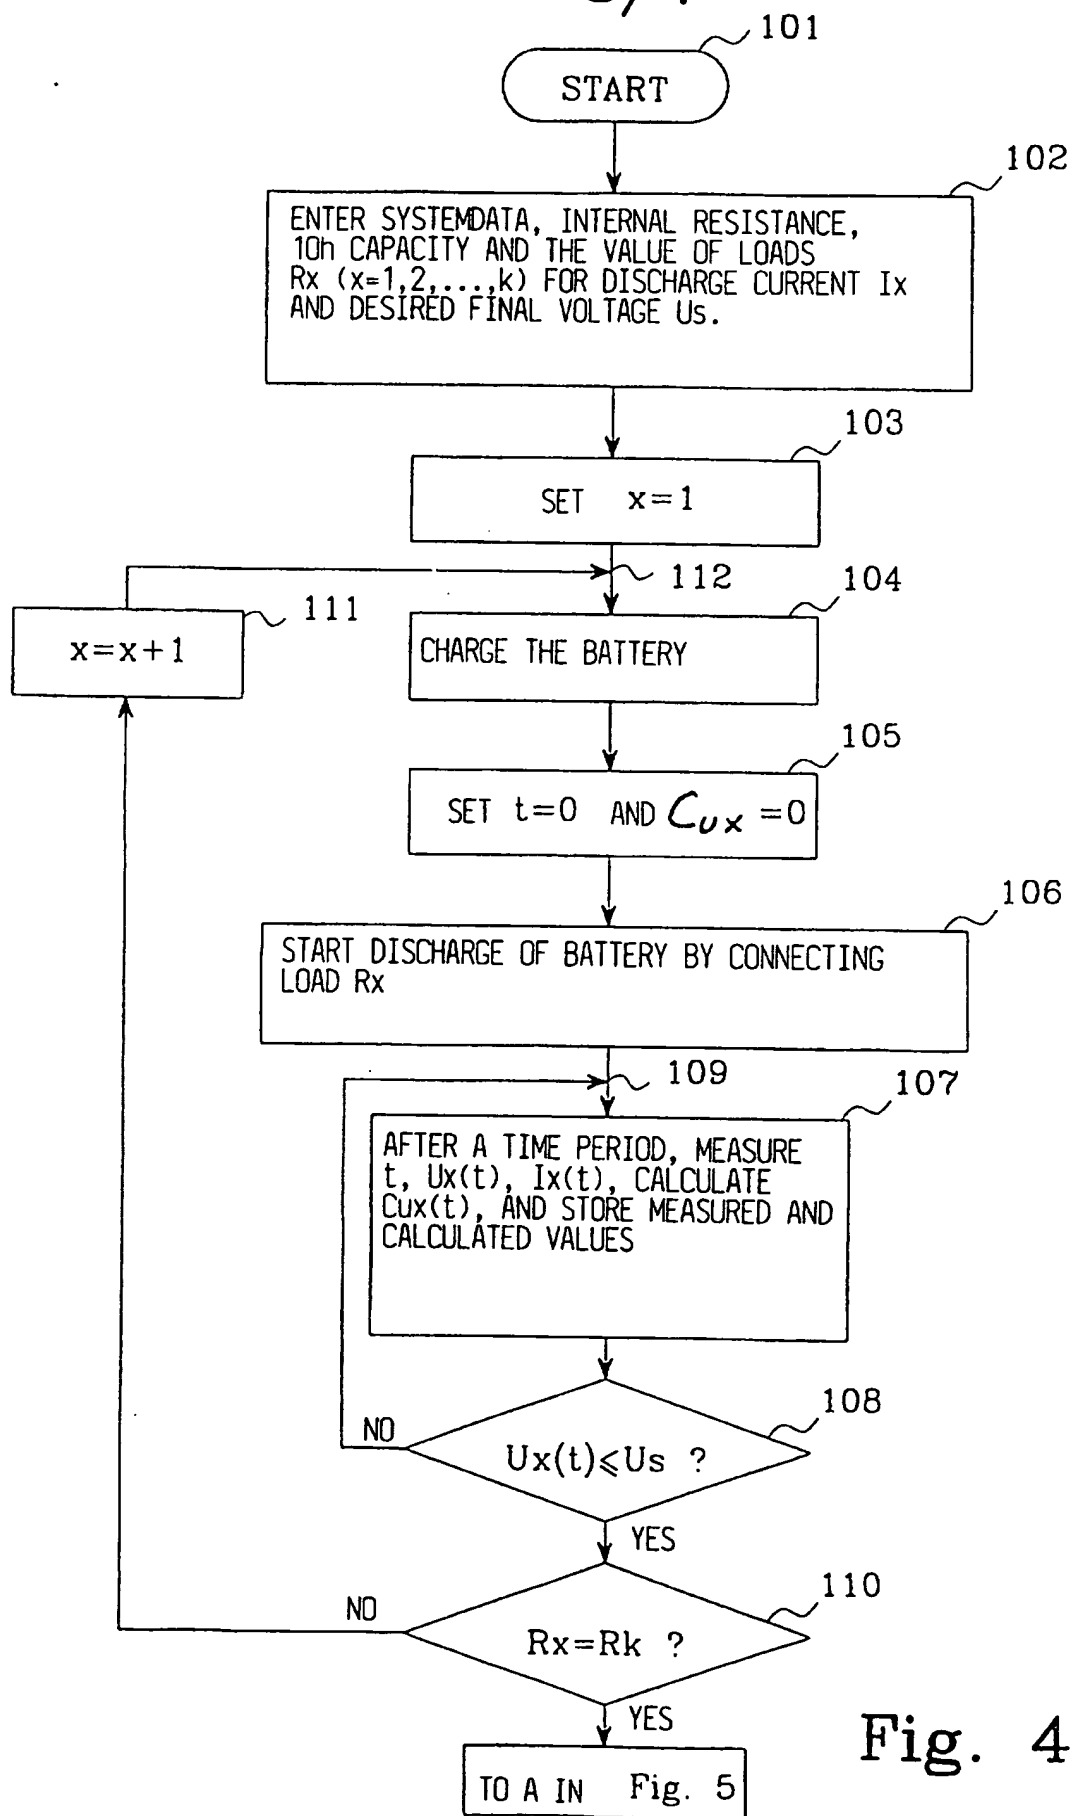 101
START
102
ENTER SYSTEMDATA, INTERNAL RESISTANCE,
10h CAPACITY AND THE VALUE OF LOADS
Rx (x=1,2,...,k) FOR DISCHARGE CURRENT Ix
AND DESIRED FINAL VOLTAGE Us.
103
SET x=1
112
104
111
x=x+1
CHARGE THE BATTERY
105
SET t=0 AND Cux =0
106
START DISCHARGE OF BATTERY BY CONNECTING
LOAD Rx
109
107
AFTER A TIME PERIOD, MEASURE
t, Ux(t), Ix(t), CALCULATE
Cux(t), AND STORE MEASURED AND
CALCULATED VALUES
108
NO
Ux(t)⩽Us ?
YES
110
NO
Rx=Rk ?
YES
TO A IN Fig. 5
Fig. 4